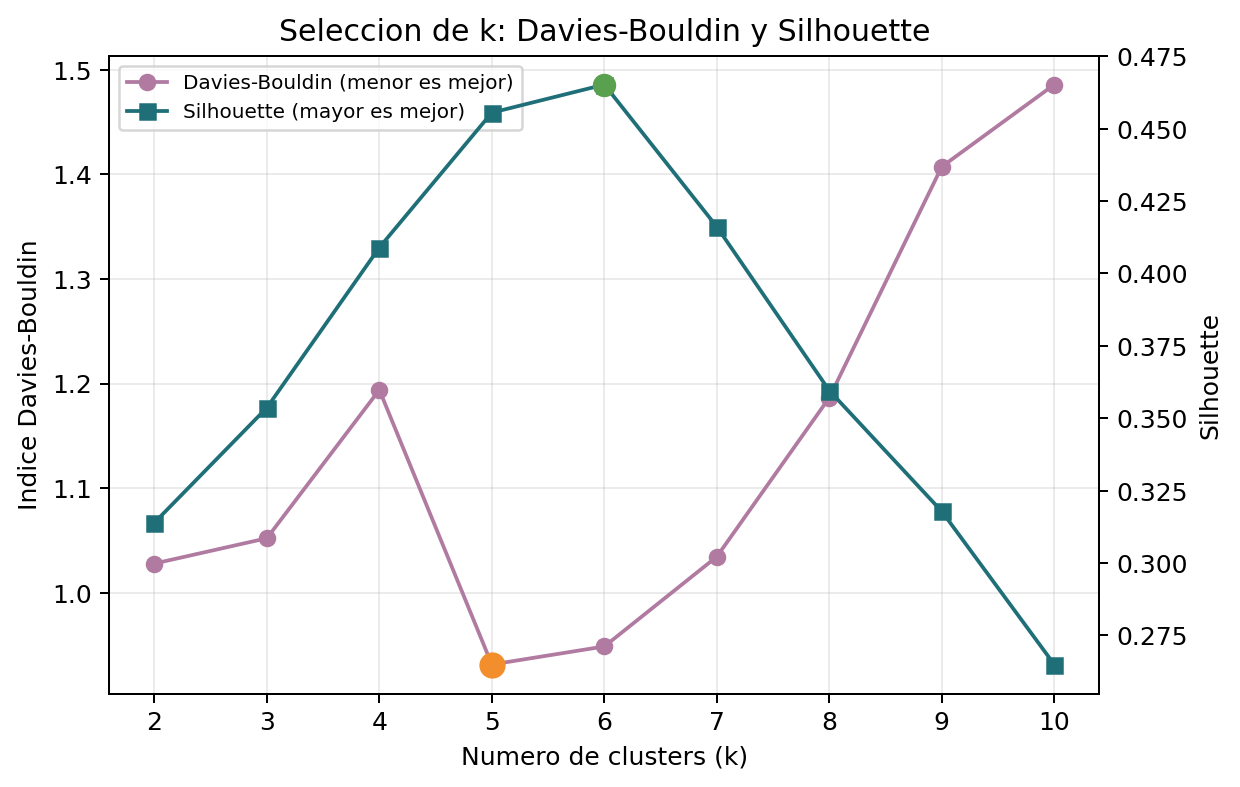 Seleccion de k: Davies-Bouldin y Silhouette
Davies-Bouldin (menor es mejor)
Silhouette (mayor es mejor)
Indice Davies-Bouldin
1.5
1.4
1.3
1.2
1.1
1.0
0.475
0.450
0.425
0.400
0.375
0.350
0.325
0.300
0.275
Silhouette
2 3 4 5 6 7 8 9 10
Numero de clusters (k)